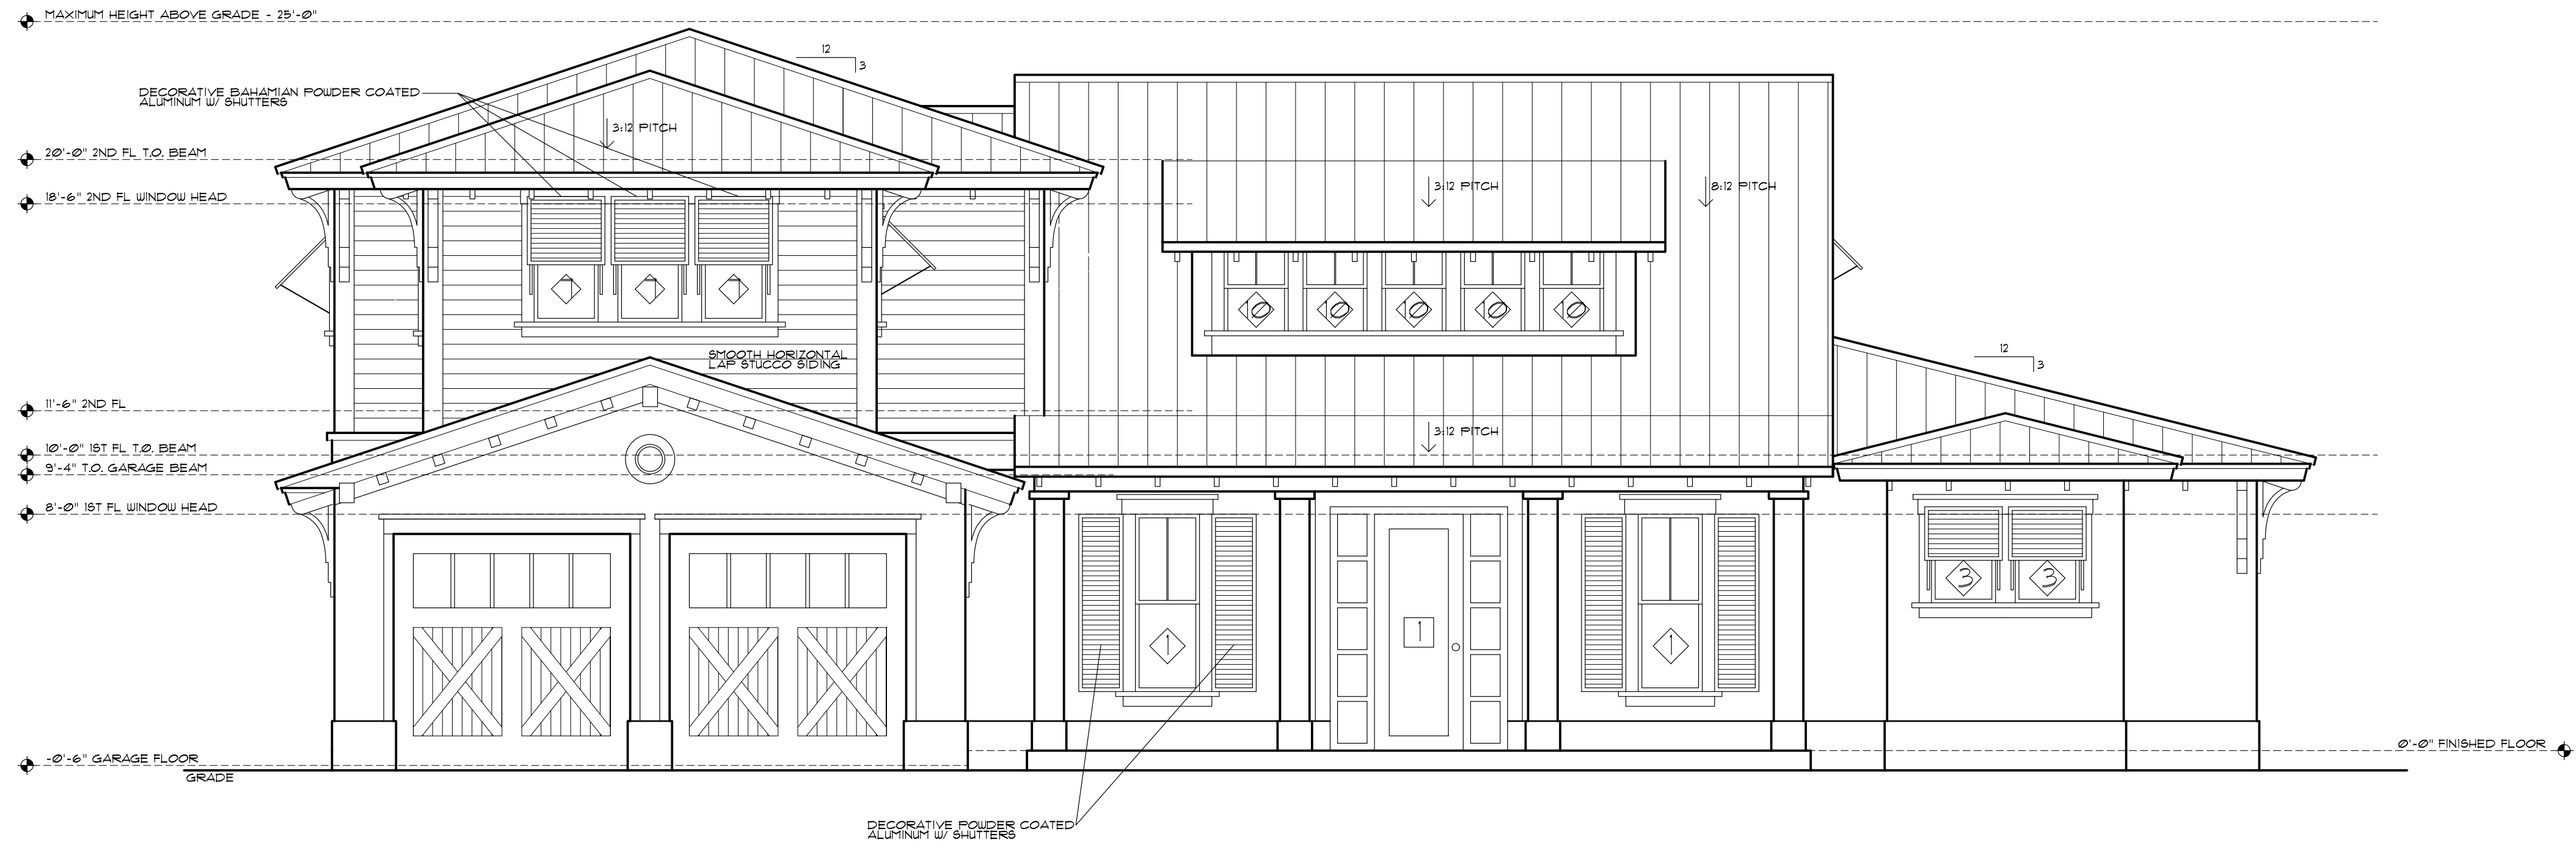 MAXIMUM HEIGHT ABOVE GRADE - 25'-0"
12
3
DECORATIVE BAHAMIAN POWDER COATED
ALUMINUM W/ SHUTTERS
3:12 PITCH
20'-0" 2ND FL T.O. BEAM
3:12 PITCH
8:12 PITCH
18'-6" 2ND FL WINDOW HEAD
7 7 7
10 10 10 10 10
SMOOTH HORIZONTAL
LAP STUCCO SIDING
12
3
11'-6" 2ND FL
3:12 PITCH
10'-0" 1ST FL T.O. BEAM
9'-4" T.O. GARAGE BEAM
8'-0" 1ST FL WINDOW HEAD
3 3
1 1 1
-0'-6" GARAGE FLOOR
0'-0" FINISHED FLOOR
GRADE
DECORATIVE POWDER COATED
ALUMINUM W/ SHUTTERS